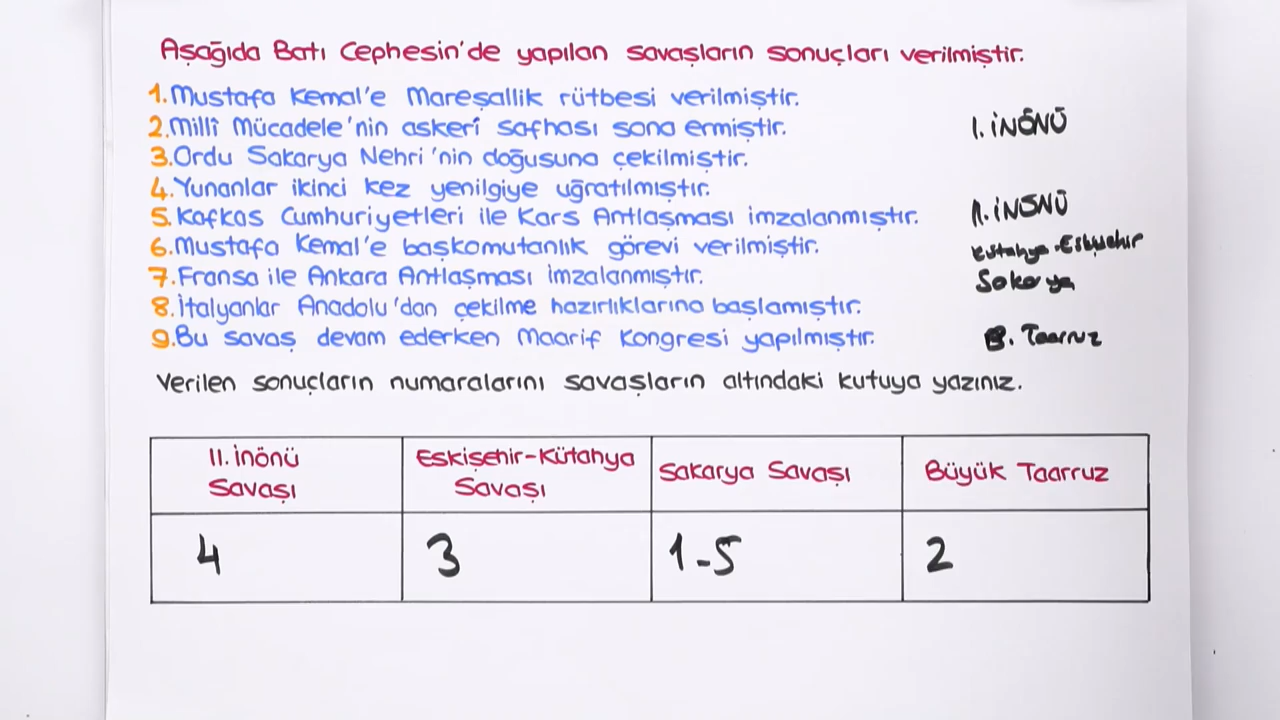 Aşağıda Batı Cephesin'de yapılan savaşların sonuçları verilmiştir.
1.Mustafa Kemal'e Mareşallik rütbesi verilmiştir.
2.Millî Mücadele'nin askerî safhası sona ermiştir.
I. İNÖNÜ
3.Ordu Sakarya Nehri'nin doğusuna çekilmiştir.
4.Yunanlar ikinci kez yenilgiye uğratılmıştır.
5.Kafkas Cumhuriyetleri ile Kars Antlaşması imzalanmıştır.
II. İNÖNÜ
6.Mustafa Kemal'e başkomutanlık görevi verilmiştir.
Kütahya-Eskişehir
7.Fransa ile Ankara Antlaşması imzalanmıştır.
Sakarya
8.İtalyanlar Anadolu'dan çekilme hazırlıklarına başlamıştır.
9.Bu savaş devam ederken Maarif Kongresi yapılmıştır.
B. Taarruz
Verilen sonuçların numaralarını savaşların altındaki kutuya yazınız.
II. İnönü Savaşı
Eskişehir-Kütahya Savaşı
Sakarya Savaşı
Büyük Taarruz
4
3
1-5
2